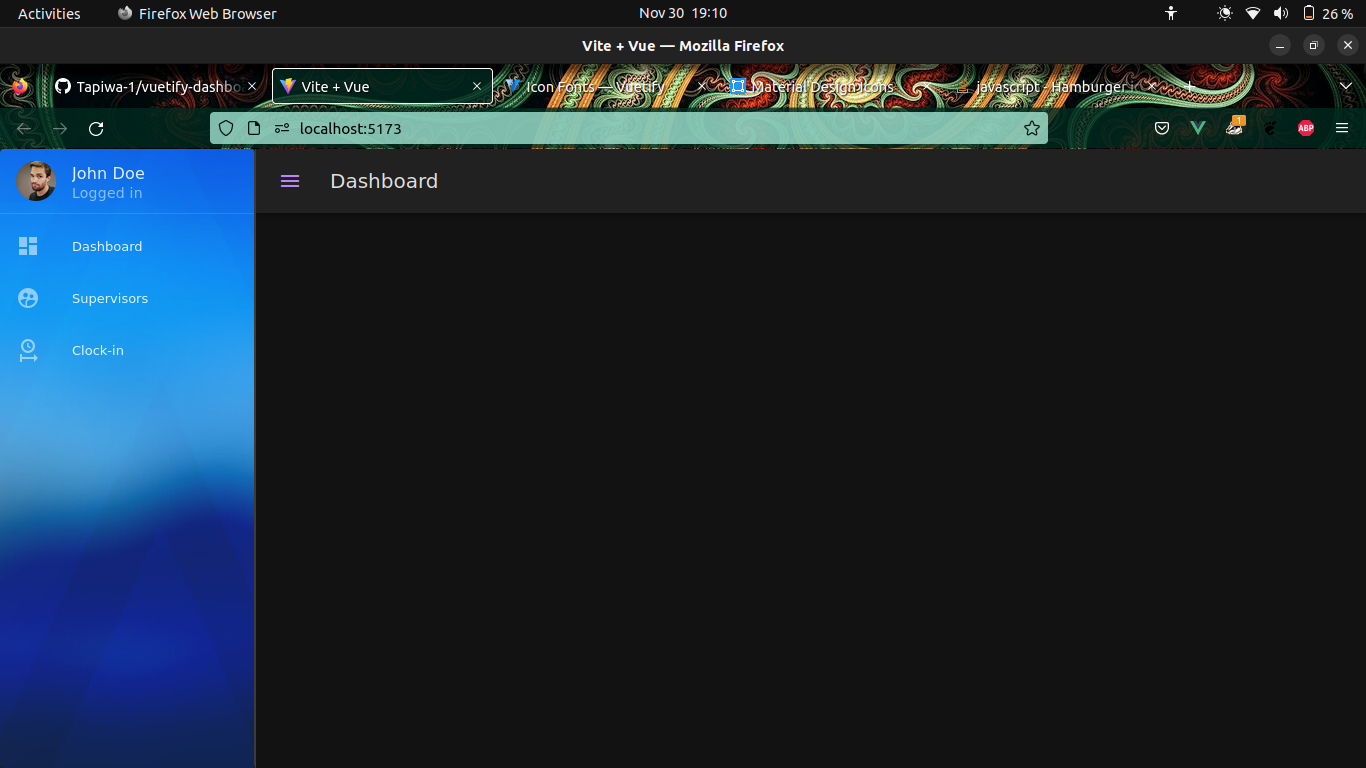 Activities Firefox Web Browser Nov 30 19:10 26 %
Vite + Vue — Mozilla Firefox
Tapiwa-1/vuetify-dashbo Vite + Vue Icon Fonts — Vuetify Material Design Icons javascript - Hamburger ic
localhost:5173 1 ABP
John Doe
Logged in
Dashboard
Dashboard
Supervisors
Clock-in